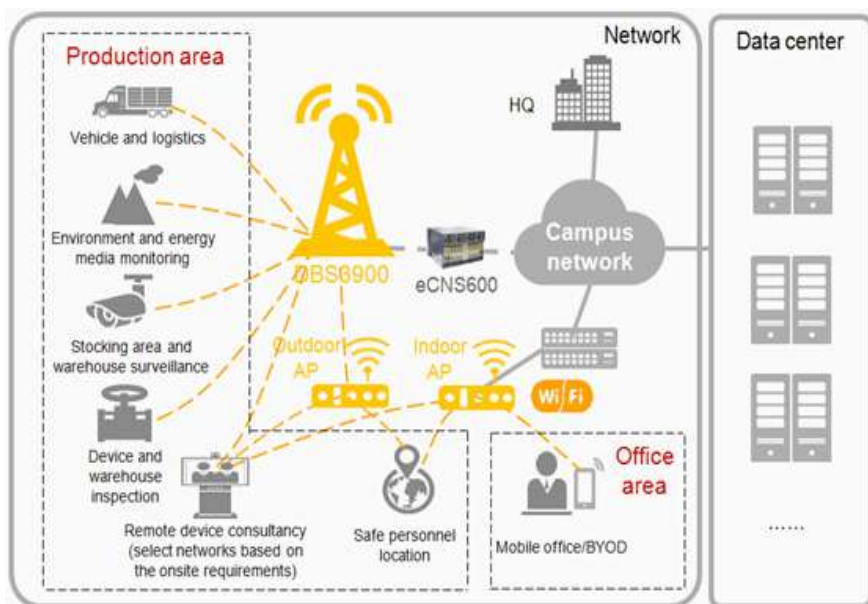 Network
Data center
Production area
HQ
Vehicle and logistics
Environment and energy
media monitoring
DBS3900
eCNS600
Campus
network
Stocking area and
warehouse surveillance
Outdoor
AP
Indoor
AP
Wi Fi
Device and
warehouse
inspection
Office
area
Remote device consultancy
(select networks based on
the onsite requirements)
Safe personnel
location
Mobile office/BYOD
......